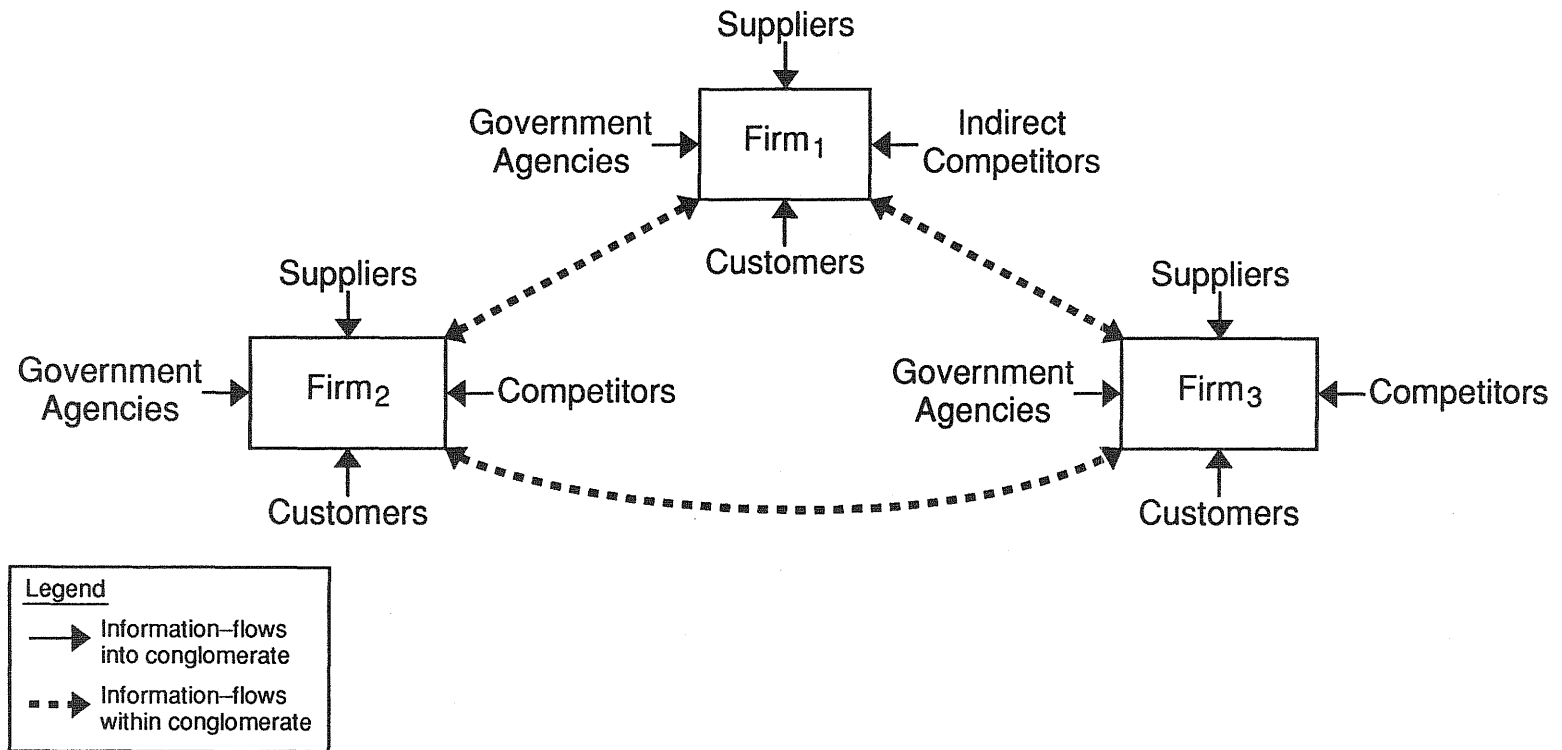 Suppliers
Government
Agencies
Firm1
Indirect
Competitors
Customers
Suppliers
Government
Agencies
Firm2
Competitors
Customers
Suppliers
Government
Agencies
Firm3
Competitors
Customers
Legend
Information–flows
into conglomerate
Information–flows
within conglomerate